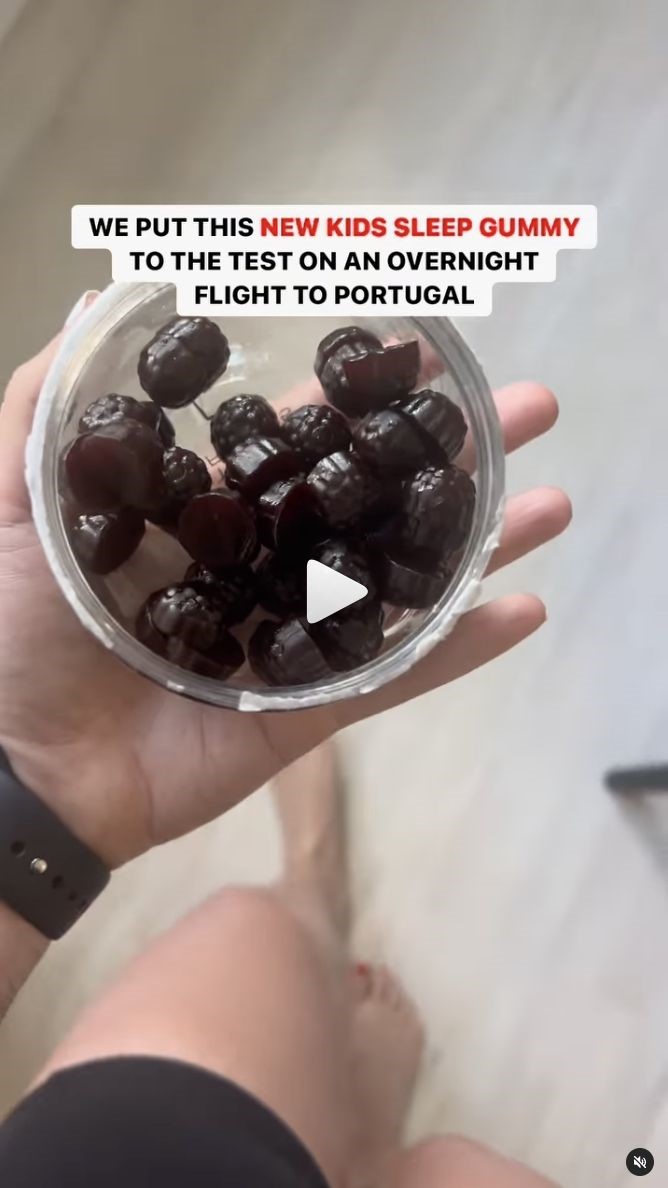 WE PUT THIS NEW KIDS SLEEP GUMMY
TO THE TEST ON AN OVERNIGHT
FLIGHT TO PORTUGAL